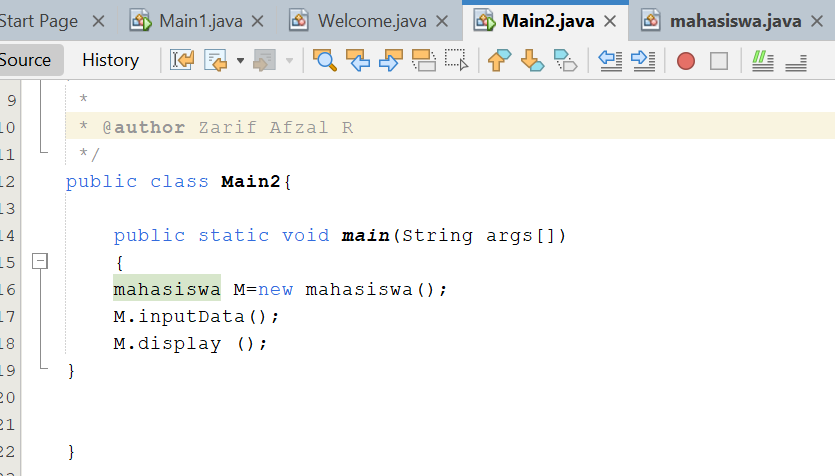 Start Page Main1.java Welcome.java Main2.java mahasiswa.java
Source History
9 *
10 * @author Zarif Afzal R
11 */
12 public class Main2{
13
14 public static void main(String args[])
15 {
16 mahasiswa M=new mahasiswa();
17 M.inputData();
18 M.display ();
19 }
20
21
22 }